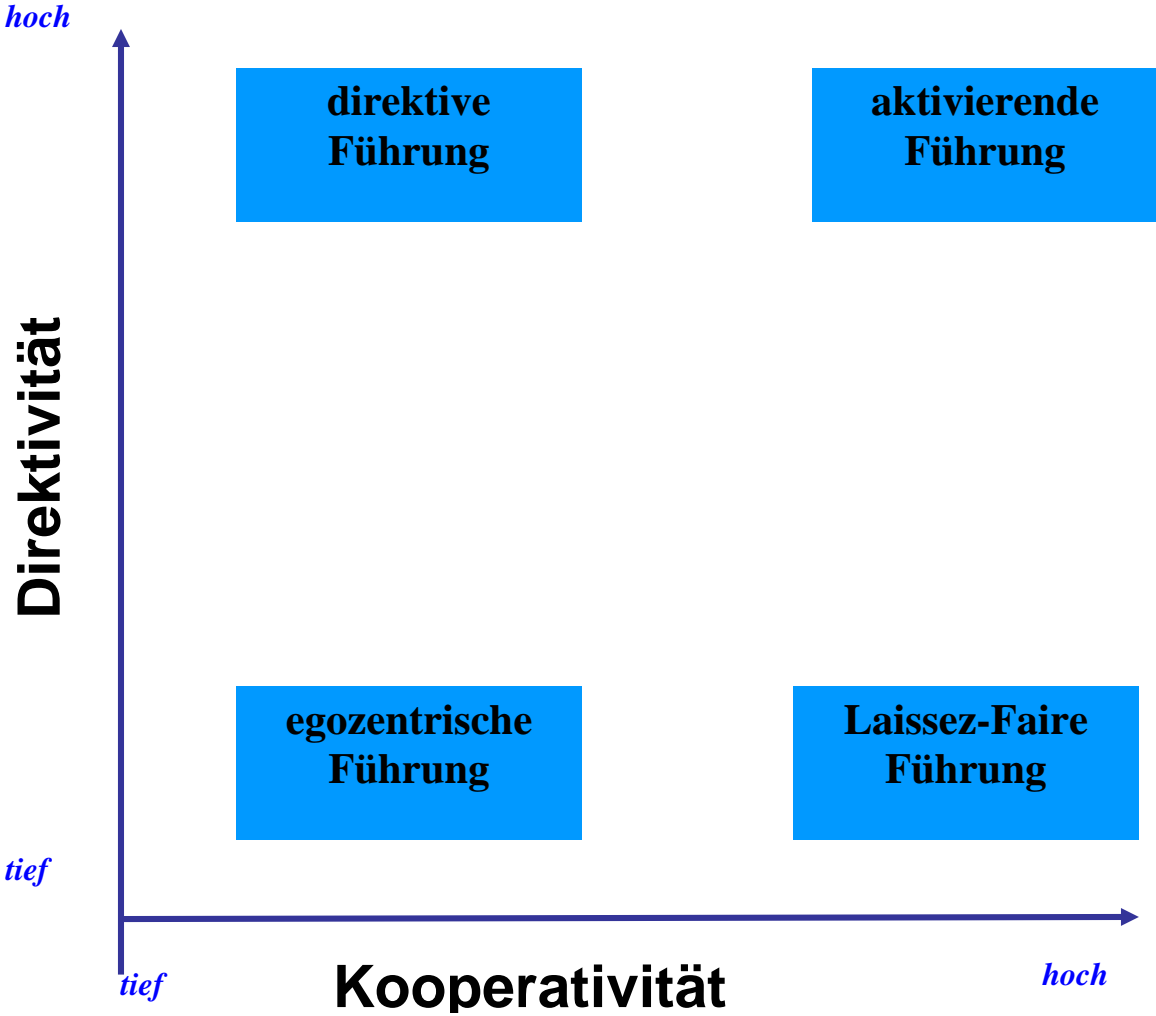 hoch
direktive
Führung
aktivierende
Führung
Direktivität
egozentrische
Führung
Laissez-Faire
Führung
tief
tief
Kooperativität
hoch